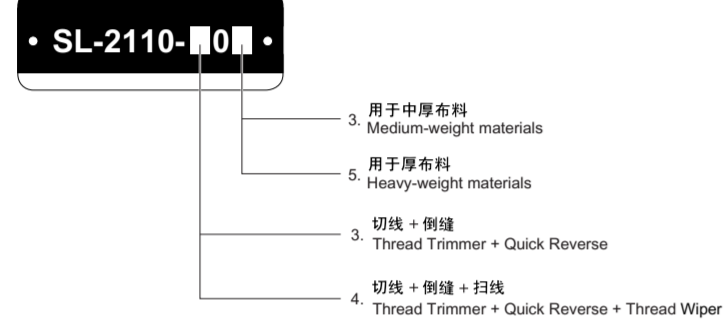 • SL-2110-■0■ •
3. 用于中厚布料
Medium-weight materials
5. 用于厚布料
Heavy-weight materials
3. 切线 + 倒缝
Thread Trimmer + Quick Reverse
4. 切线 + 倒缝 + 扫线
Thread Trimmer + Quick Reverse + Thread Wiper